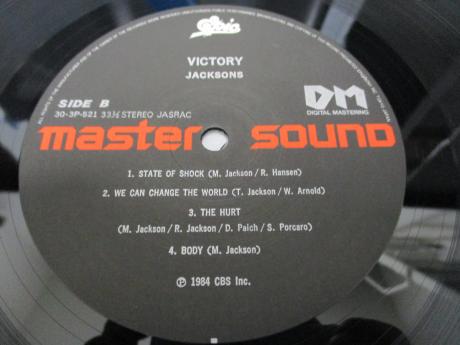 Epic
VICTORY
JACKSONS
SIDE B
30·3P-521 33⅓ STEREO JASRAC
DM
DIGITAL MASTERING
master sound
1. STATE OF SHOCK (M. Jackson/R. Hansen)
2. WE CAN CHANGE THE WORLD (T. Jackson/W. Arnold)
3. THE HURT
(M. Jackson/R. Jackson/D. Paich/S. Porcaro)
4. BODY (M. Jackson)
℗ 1984 CBS Inc.